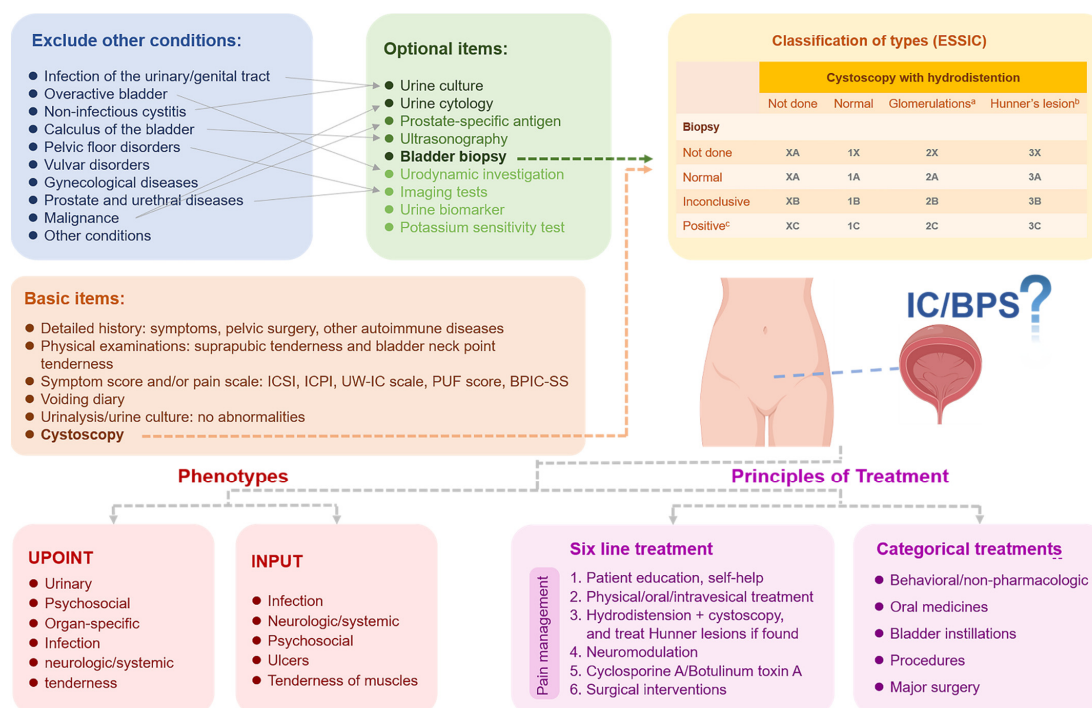 Exclude other conditions:
Infection of the urinary/genital tract
Overactive bladder
Non-infectious cystitis
Calculus of the bladder
Pelvic floor disorders
Vulvar disorders
Gynecological diseases
Prostate and urethral diseases
Malignance
Other conditions
Optional items:
Urine culture
Urine cytology
Prostate-specific antigen
Ultrasonography
Bladder biopsy
Urodynamic investigation
Imaging tests
Urine biomarker
Potassium sensitivity test
Classification of types (ESSIC)
Cystoscopy with hydrodistention
Not done Normal Glomerulationsᵃ Hunner's lesionᵇ
Biopsy
Not done XA 1X 2X 3X
Normal XA 1A 2A 3A
Inconclusive XB 1B 2B 3B
Positiveᶜ XC 1C 2C 3C
Basic items:
Detailed history: symptoms, pelvic surgery, other autoimmune diseases
Physical examinations: suprapubic tenderness and bladder neck point
tenderness
Symptom score and/or pain scale: ICSI, ICPI, UW-IC scale, PUF score, BPIC-SS
Voiding diary
Urinalysis/urine culture: no abnormalities
Cystoscopy
IC/BPS?
Phenotypes
UPOINT
Urinary
Psychosocial
Organ-specific
Infection
neurologic/systemic
tenderness
INPUT
Infection
Neurologic/systemic
Psychosocial
Ulcers
Tenderness of muscles
Principles of Treatment
Six line treatment
Pain management
1. Patient education, self-help
2. Physical/oral/intravesical treatment
3. Hydrodistension + cystoscopy,
and treat Hunner lesions if found
4. Neuromodulation
5. Cyclosporine A/Botulinum toxin A
6. Surgical interventions
Categorical treatments
Behavioral/non-pharmacologic
Oral medicines
Bladder instillations
Procedures
Major surgery